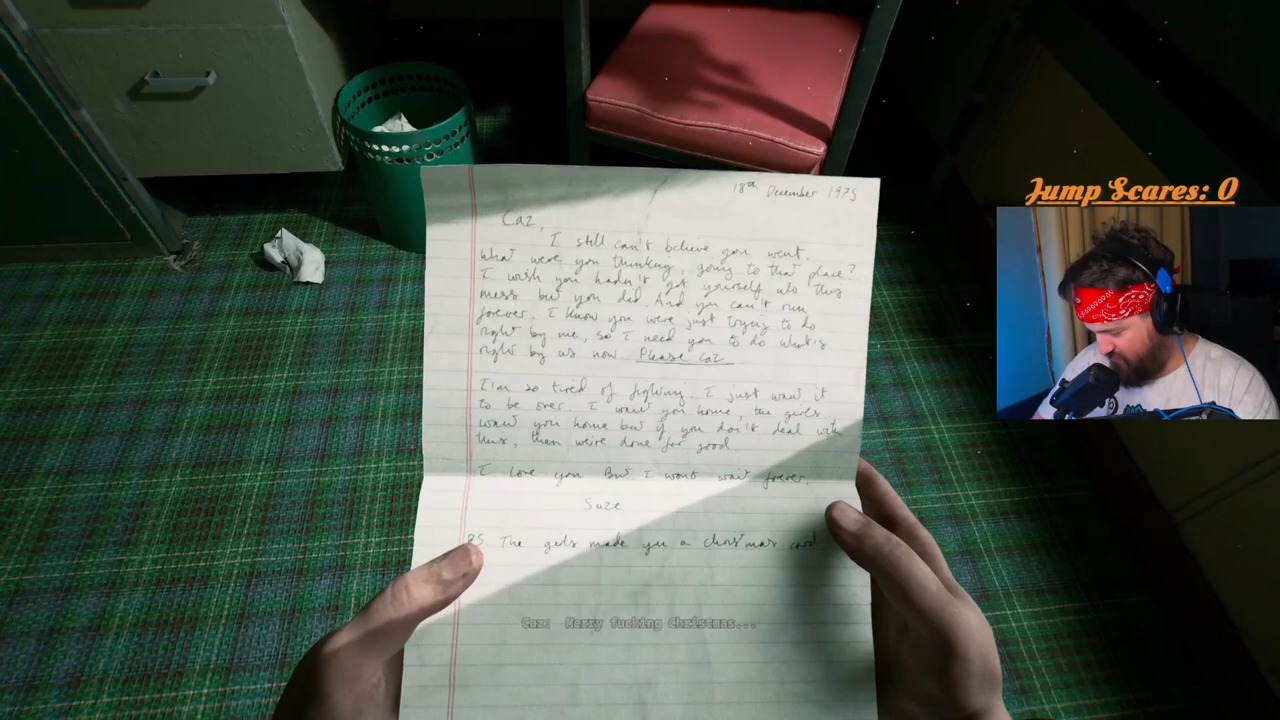 Jump Scares: 0
18th December 1975
Caz,
I still can't believe you went.
What were you thinking, going to that place?
I wish you hadn't got yourself into this
mess but you did. And you can't run
forever. I know you were just trying to do
right by me, so I need you to do what's
right by us now. Please Caz
I'm so tired of fighting. I just want it
to be over. I want you home, the girls
want you home but if you don't deal with
this, then we're done for good.
I love you But I won't wait forever.
Suze
PS. The girls made you a christmas card
Caz: Merry fucking Christmas...